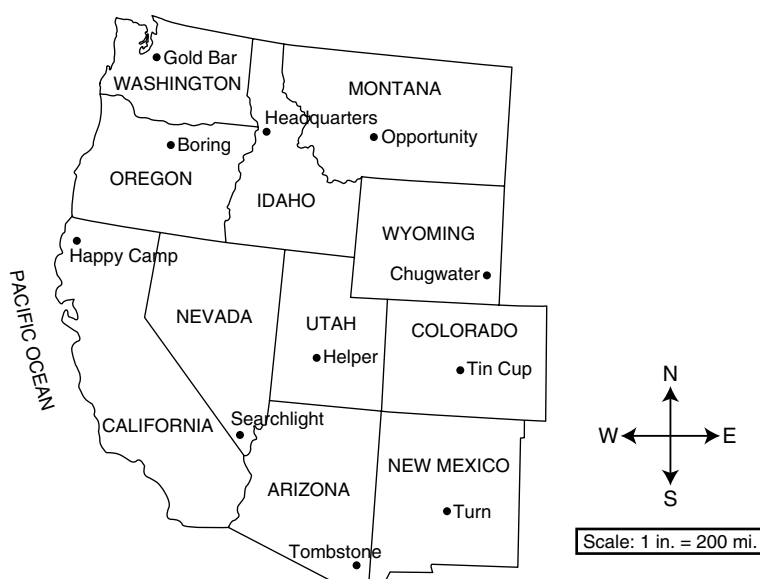 Gold Bar
WASHINGTON
MONTANA
Headquarters
Opportunity
Boring
OREGON
IDAHO
WYOMING
Happy Camp
Chugwater
PACIFIC OCEAN
NEVADA
UTAH
COLORADO
Helper
Tin Cup
N
W E
S
CALIFORNIA
Searchlight
NEW MEXICO
ARIZONA
Turn
Scale: 1 in. = 200 mi.
Tombstone